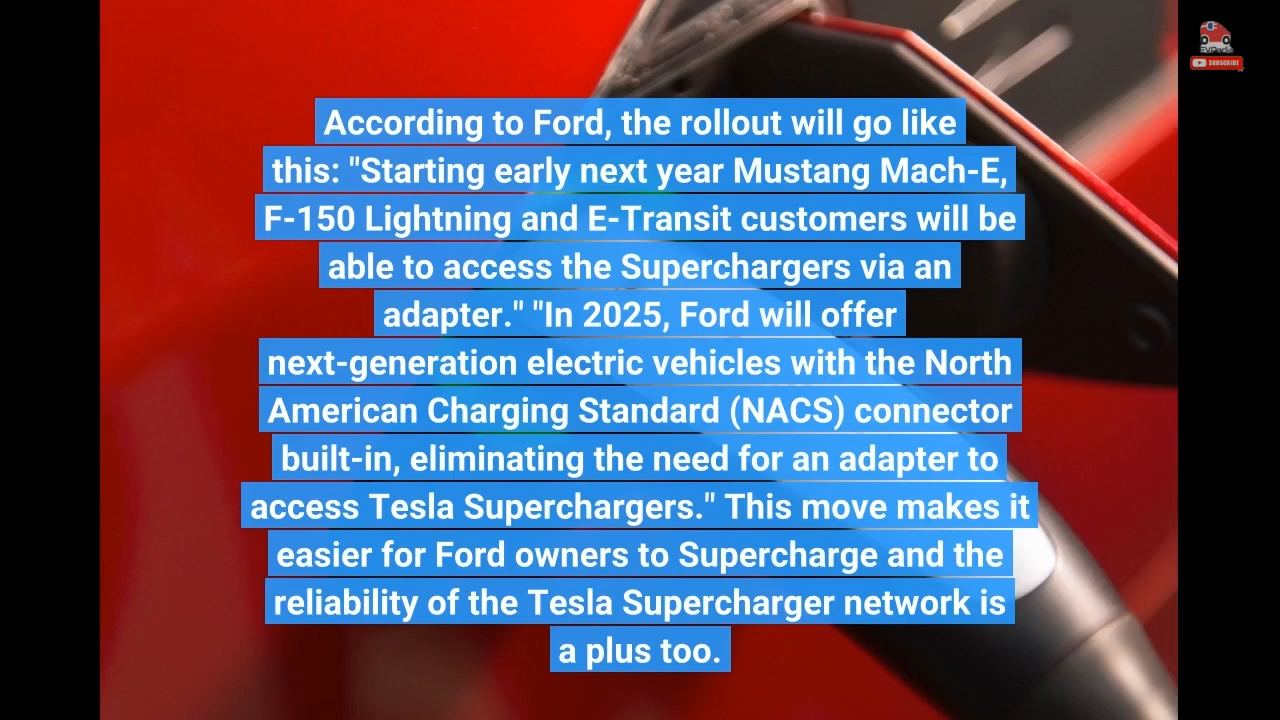 According to Ford, the rollout will go like
this: "Starting early next year Mustang Mach-E,
F-150 Lightning and E-Transit customers will be
able to access the Superchargers via an
adapter." "In 2025, Ford will offer
next-generation electric vehicles with the North
American Charging Standard (NACS) connector
built-in, eliminating the need for an adapter to
access Tesla Superchargers." This move makes it
easier for Ford owners to Supercharge and the
reliability of the Tesla Supercharger network is
a plus too.
SUBSCRIBE